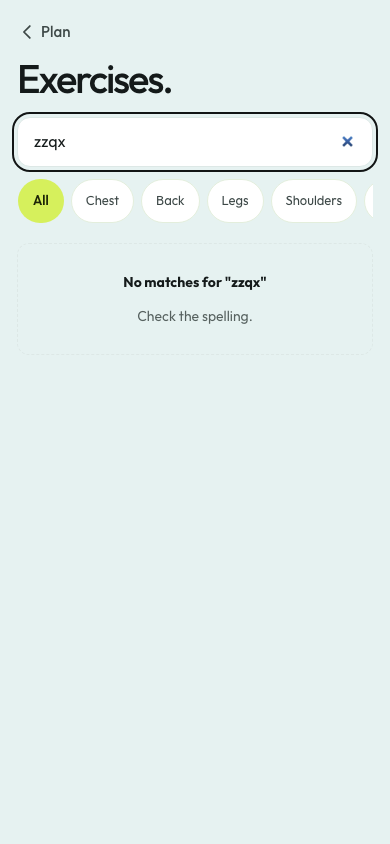 Plan
Exercises.
zzqx
All Chest Back Legs Shoulders
No matches for "zzqx"
Check the spelling.